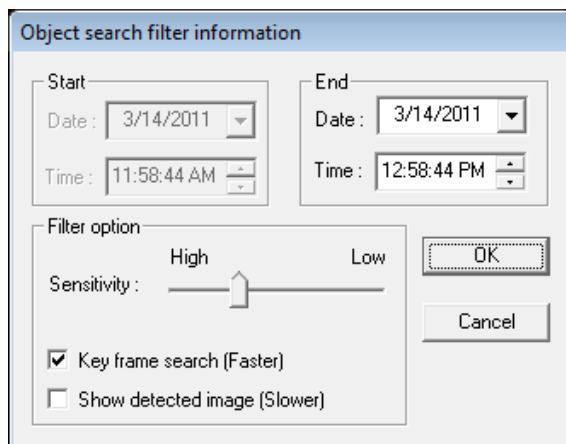 Object search filter information
Start
Date : 3/14/2011
Time : 11:58:44 AM
End
Date : 3/14/2011
Time : 12:58:44 PM
Filter option
High Low
Sensitivity :
Key frame search (Faster)
Show detected image (Slower)
OK
Cancel